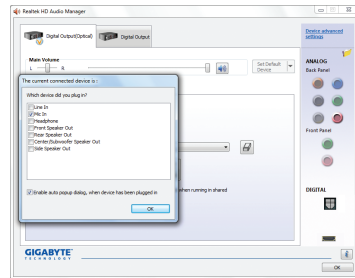 Realtek HD Audio Manager
Digital Output(Optical)
Digital Output
Device advanced
settings
Main Volume
L
R
Set Default
Device
ANALOG
Back Panel
The current connected device is :
Which device did you plug in?
Line In
Mic In
Headphone
Front Speaker Out
Rear Speaker Out
Center/Subwoofer Speaker Out
Side Speaker Out
Front Panel
when running in shared
Enable auto popup dialog, when device has been plugged in
DIGITAL
OK
GIGABYTE
TECHNOLOGY
OK